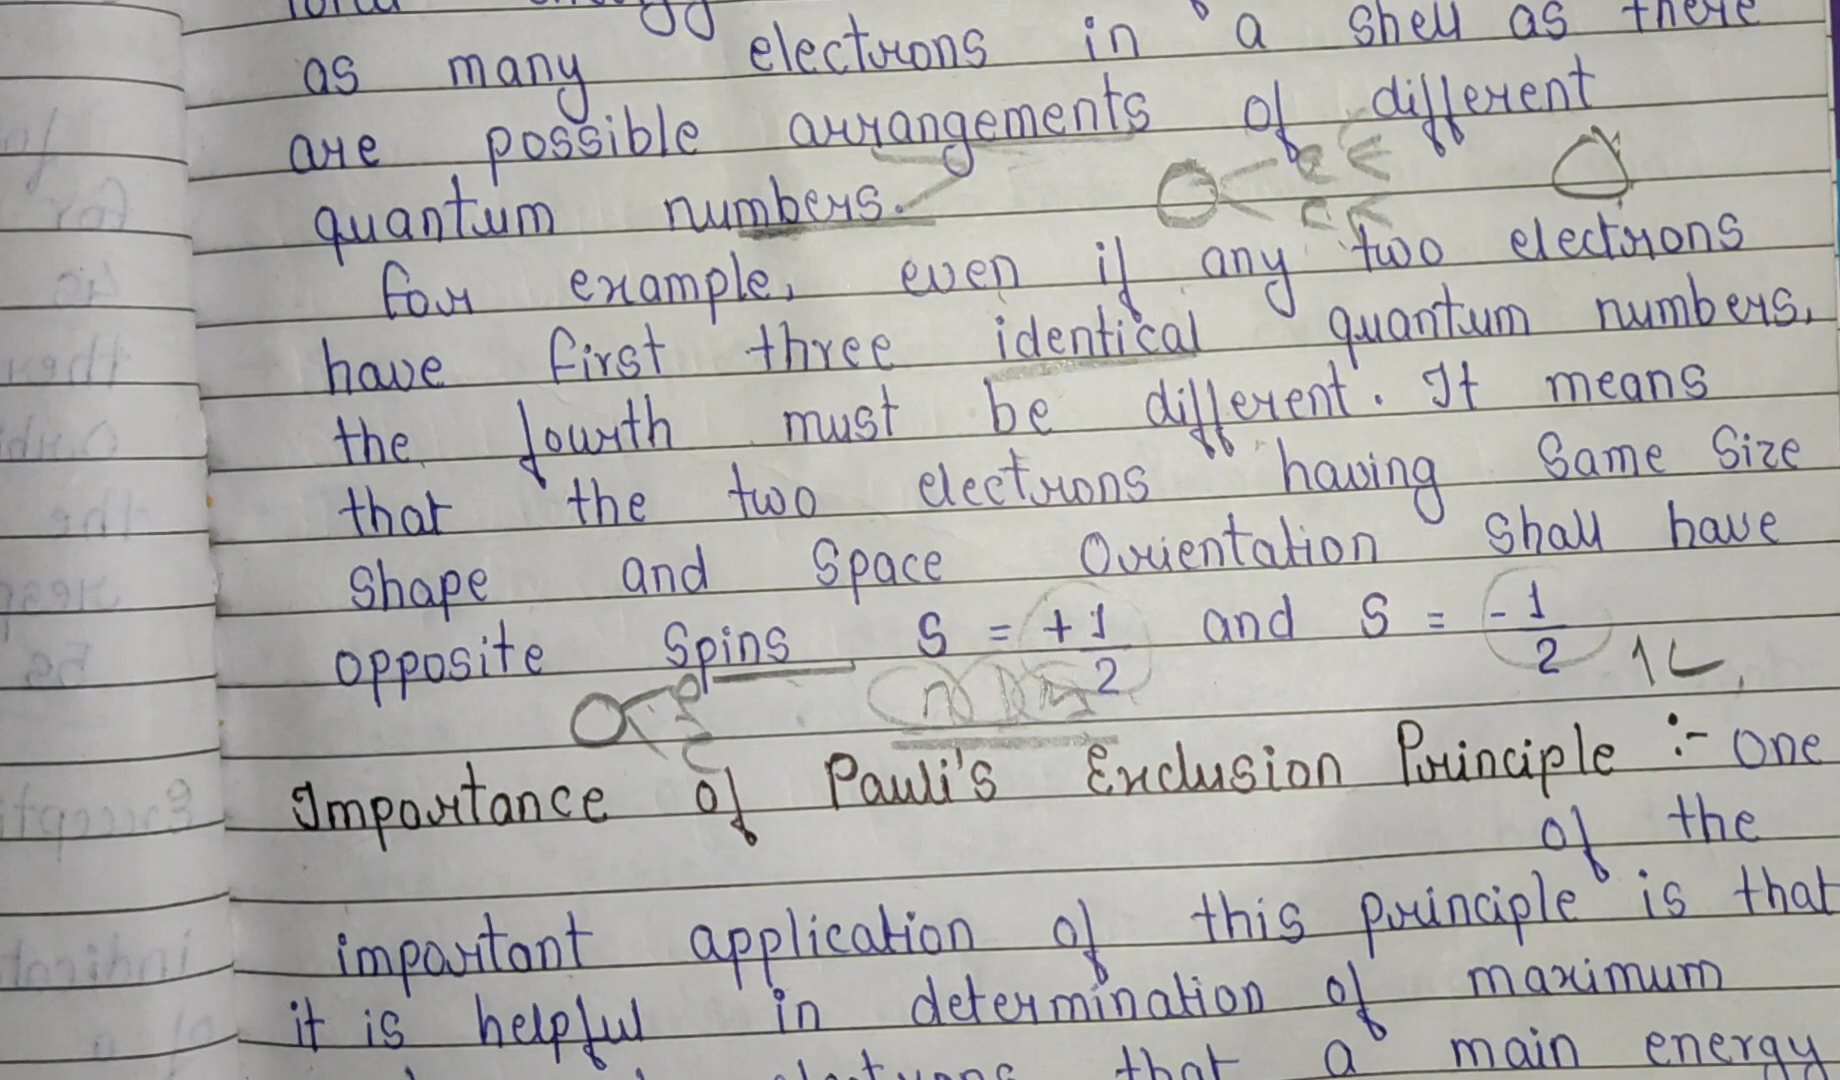 as many electrons in a shell as there
are possible arrangements of different
quantum numbers.
for example, even if any two electrons
have first three identical quantum numbers,
the fourth must be different. It means
that the two electrons having same size
shape and space orientation shall have
opposite spins S = +1/2 and S = -1/2 1L
Importance of Pauli's Exclusion Principle :- One
of the
important application of this principle is that
it is helpful in determination of maximum
that a main energy